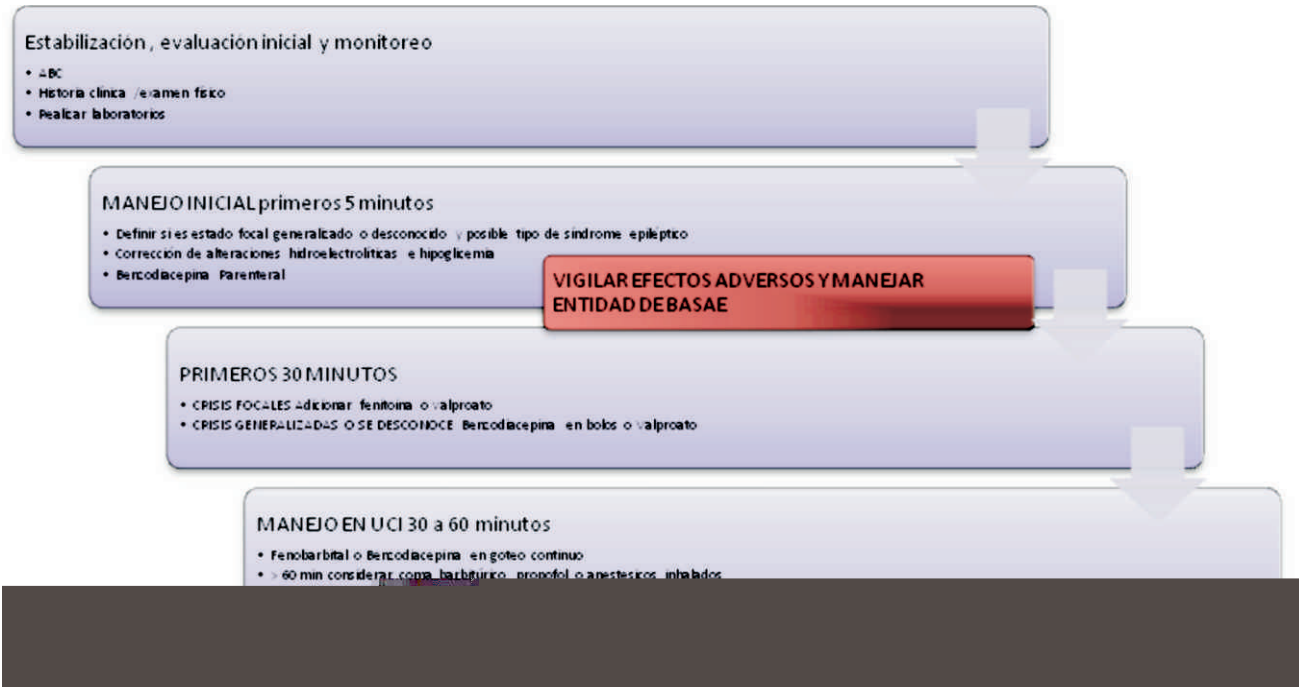 Estabilización, evaluación inicial y monitoreo
• ABC
• Historia clínica /examen físico
• Realizar laboratorios
MANEJO INICIAL primeros 5 minutos
• Definir si es estado focal generalizado o desconocido y posible tipo de síndrome epiléptico
• Corrección de alteraciones hidroelectrolíticas e hipoglicemia
• Benzodiacepina Parenteral
VIGILAR EFECTOS ADVERSOS Y MANEJAR
ENTIDAD DE BASAE
PRIMEROS 30 MINUTOS
• CRISIS FOCALES Adicionar fenitoina o valproato
• CRISIS GENERALIZADAS O SE DESCONOCE Benzodiacepina en bolos o valproato
MANEJO EN UCI 30 a 60 minutos
• Fenobarbital o Benzodiacepina en goteo continuo
• > 60 min considerar coma barbitúrico propofol o anestesicos inhalados